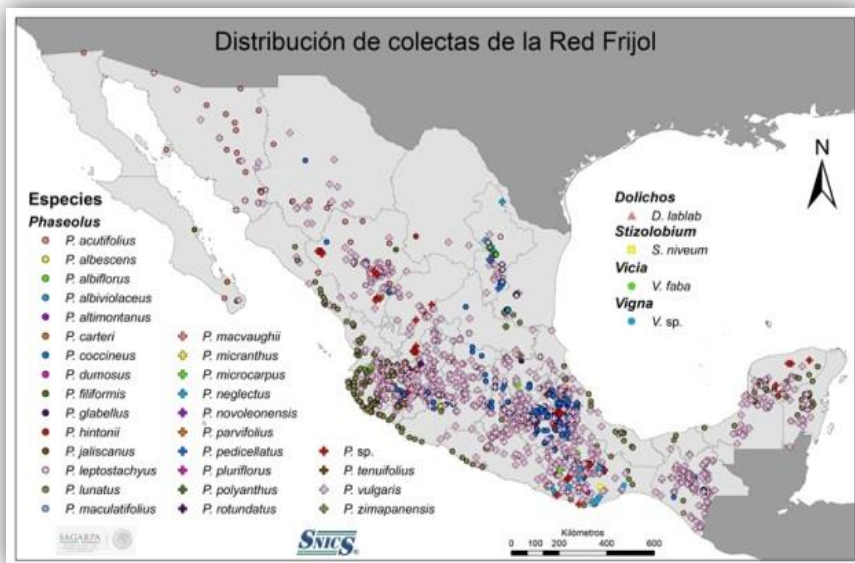 Distribución de colectas de la Red Frijol
N
Especies
Phaseolus
P. acutifolius
P. albescens
P. albiflorus
P. albiviolaceus
P. altimontanus
P. carteri
P. coccineus
P. dumosus
P. filiformis
P. glabellus
P. hintonii
P. jaliscanus
P. leptostachyus
P. lunatus
P. maculatifolius
P. macvaughii
P. micranthus
P. microcarpus
P. neglectus
P. novoleonensis
P. parvifolius
P. pedicellatus
P. pluriflorus
P. polyanthus
P. rotundatus
P. sp.
P. tenuifolius
P. vulgaris
P. zimapanensis
Dolichos
D. lablab
Stizolobium
S. niveum
Vicia
V. faba
Vigna
V. sp.
SAGARPA
SNICS
Kilómetros
0 100 200 400 600